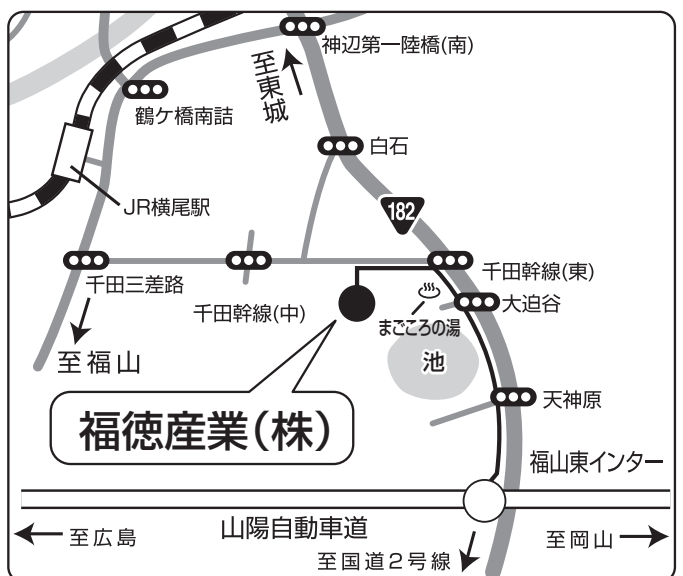 神辺第一陸橋(南)
至東城
鶴ケ橋南詰
白石
JR横尾駅
182
千田三差路
千田幹線(中)
千田幹線(東)
大迫谷
まごころの湯
池
至福山
福徳産業(株)
天神原
福山東インター
山陽自動車道
至広島
至岡山
至国道2号線